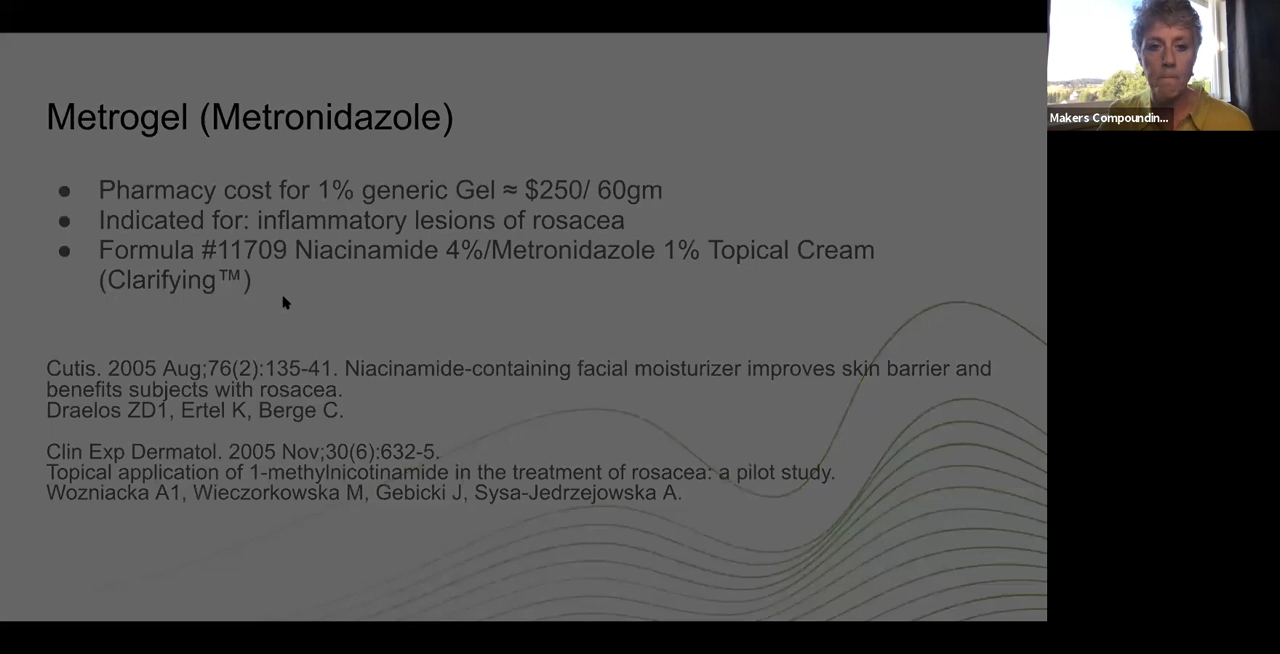 Metrogel (Metronidazole)
● Pharmacy cost for 1% generic Gel ≈ $250/ 60gm
● Indicated for: inflammatory lesions of rosacea
● Formula #11709 Niacinamide 4%/Metronidazole 1% Topical Cream
(Clarifying™)
Cutis. 2005 Aug;76(2):135-41. Niacinamide-containing facial moisturizer improves skin barrier and
benefits subjects with rosacea.
Draelos ZD1, Ertel K, Berge C.
Clin Exp Dermatol. 2005 Nov;30(6):632-5.
Topical application of 1-methylnicotinamide in the treatment of rosacea: a pilot study.
Wozniacka A1, Wieczorkowska M, Gebicki J, Sysa-Jedrzejowska A.
Makers Compoundin...